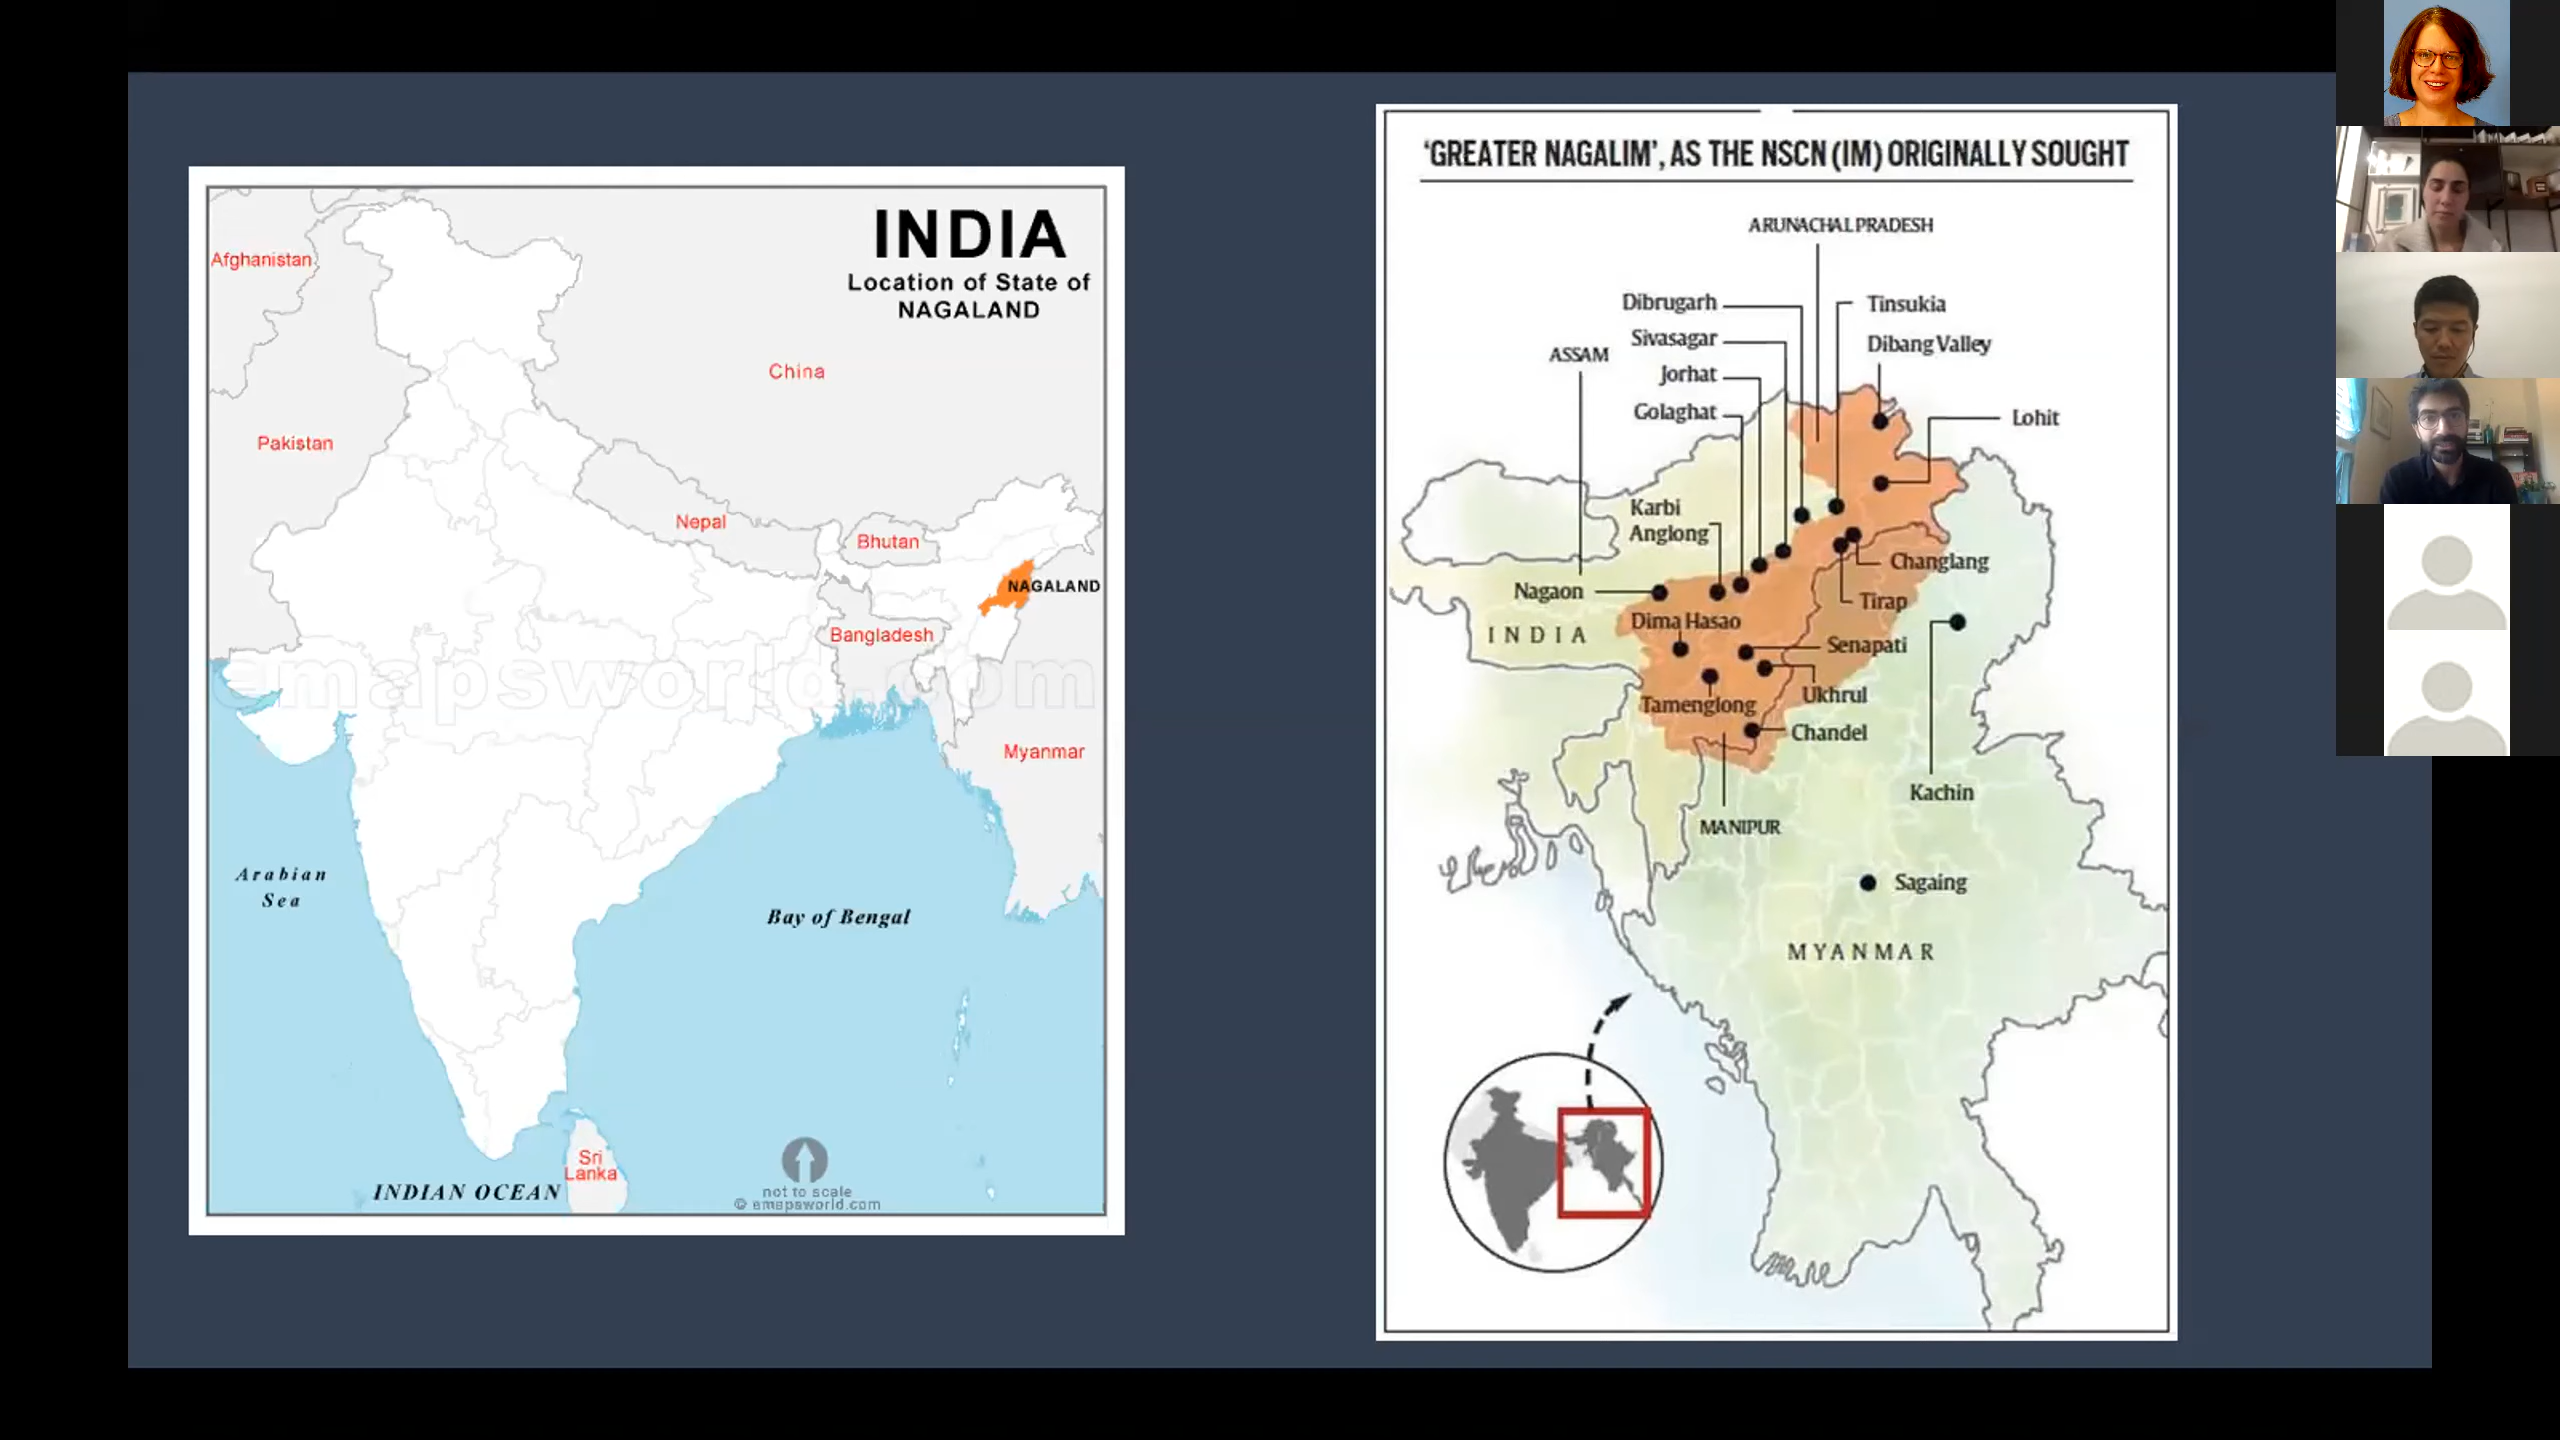 INDIA
Location of State of
NAGALAND
Afghanistan
China
Pakistan
Nepal
Bhutan
NAGALAND
Bangladesh
emapsworld.com
Myanmar
Arabian
Sea
Bay of Bengal
Sri
Lanka
INDIAN OCEAN
not to scale
© emapsworld.com
‘GREATER NAGALIM’, AS THE NSCN (IM) ORIGINALLY SOUGHT
ARUNACHAL PRADESH
Dibrugarh
Tinsukia
Sivasagar
Dibang Valley
ASSAM
Jorhat
Golaghat
Lohit
Karbi
Anglong
Changlang
Nagaon
Tirap
Dima Hasao
INDIA
Senapati
Ukhrul
Tamenglong
Chandel
Kachin
MANIPUR
Sagaing
MYANMAR